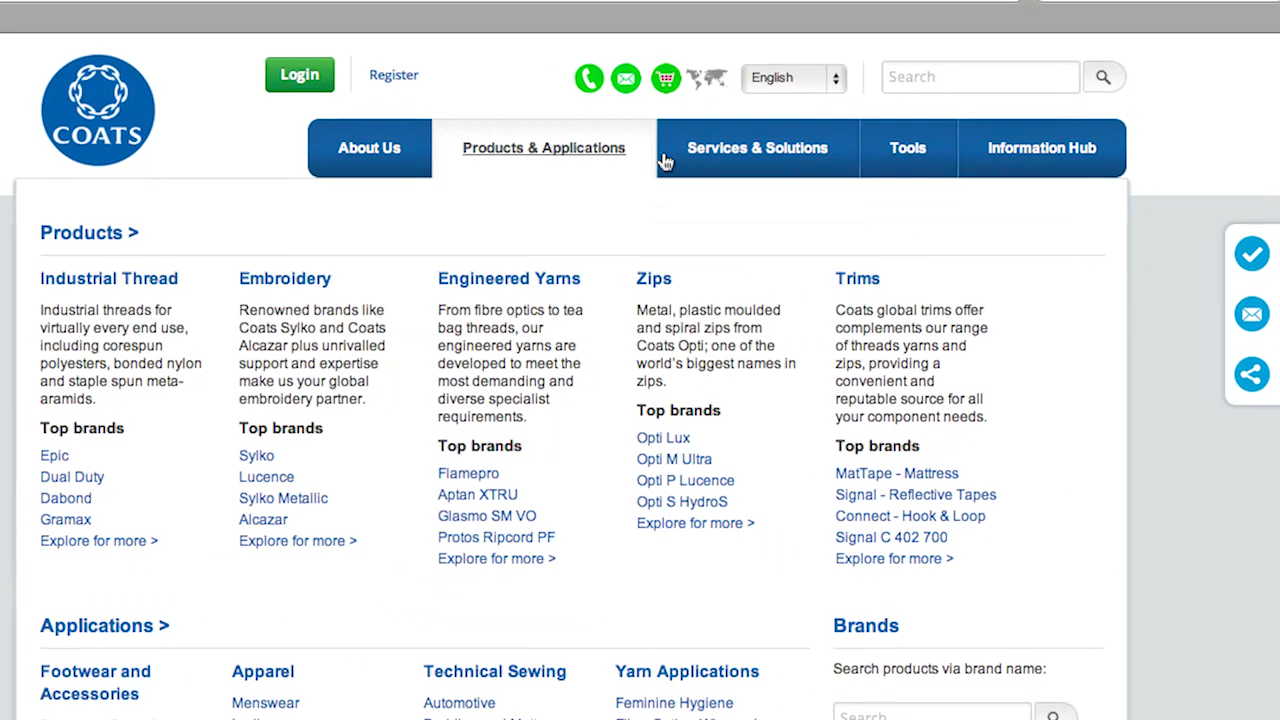 COATS
Login
Register
English
Search
About Us
Products & Applications
Services & Solutions
Tools
Information Hub
Products >
Industrial Thread
Industrial threads for
virtually every end use,
including corespun
polyesters, bonded nylon
and staple spun meta-
aramids.
Top brands
Epic
Dual Duty
Dabond
Gramax
Explore for more >
Embroidery
Renowned brands like
Coats Sylko and Coats
Alcazar plus unrivalled
support and expertise
make us your global
embroidery partner.
Top brands
Sylko
Lucence
Sylko Metallic
Alcazar
Explore for more >
Engineered Yarns
From fibre optics to tea
bag threads, our
engineered yarns are
developed to meet the
most demanding and
diverse specialist
requirements.
Top brands
Flamepro
Aptan XTRU
Glasmo SM VO
Protos Ripcord PF
Explore for more >
Zips
Metal, plastic moulded
and spiral zips from
Coats Opti; one of the
world's biggest names in
zips.
Top brands
Opti Lux
Opti M Ultra
Opti P Lucence
Opti S HydroS
Explore for more >
Trims
Coats global trims offer
complements our range
of threads yarns and
zips, providing a
convenient and
reputable source for all
your component needs.
Top brands
MatTape - Mattress
Signal - Reflective Tapes
Connect - Hook & Loop
Signal C 402 700
Explore for more >
Applications >
Footwear and
Accessories
Apparel
Menswear
Technical Sewing
Automotive
Yarn Applications
Feminine Hygiene
Brands
Search products via brand name:
Search